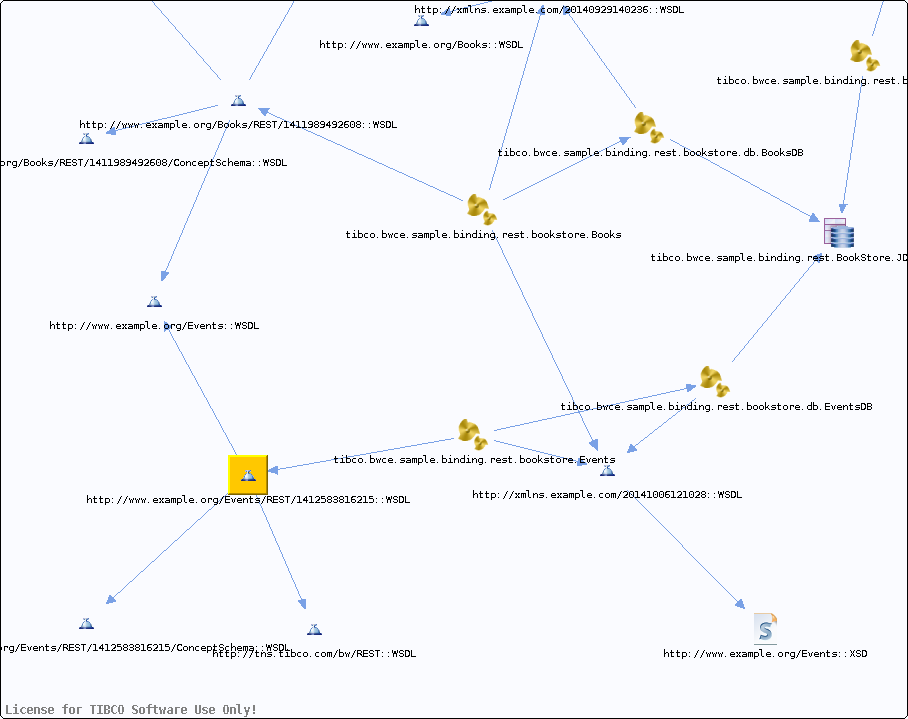 http://xmlns.example.com/20140929140236::WSDL
http://www.example.org/Books::WSDL
tibco.bwce.sample.binding.rest.b
http://www.example.org/Books/REST/1411989492608::WSDL
tibco.bwce.sample.binding.rest.bookstore.db.BooksDB
org/Books/REST/1411989492608/ConceptSchema::WSDL
tibco.bwce.sample.binding.rest.bookstore.Books
tibco.bwce.sample.binding.rest.BookStore.JD
http://www.example.org/Events::WSDL
tibco.bwce.sample.binding.rest.bookstore.db.EventsDB
tibco.bwce.sample.binding.rest.bookstore.Events
http://www.example.org/Events/REST/1412583816215::WSDL
http://xmlns.example.com/20141006121028::WSDL
org/Events/REST/1412583816215/ConceptSchema::WSDL
http://tns.tibco.com/bw/REST::WSDL
http://www.example.org/Events::XSD
License for TIBCO Software Use Only!